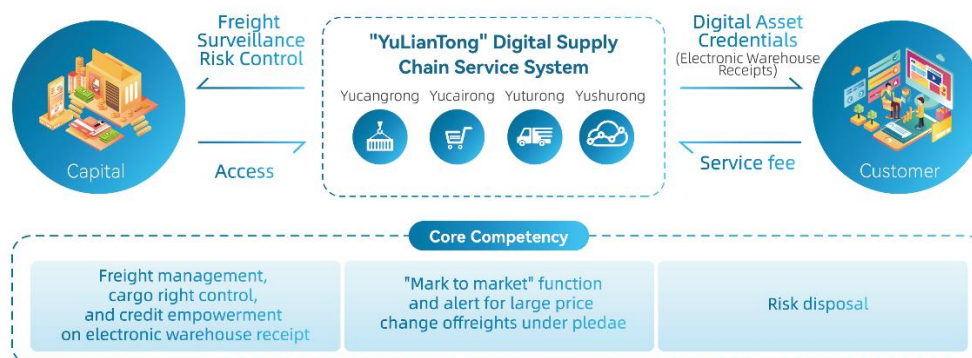 Freight
Surveillance
Risk Control
Access
Capital
"YuLianTong" Digital Supply
Chain Service System
Yucangrong
Yucairong
Yuturong
Yushurong
Digital Asset
Credentials
(Electronic Warehouse
Receipts)
Service fee
Customer
Core Competency
Freight management,
cargo right control,
and credit empowerment
on electronic warehouse receipt
"Mark to market" function
and alert for large price
change offreights under pledae
Risk disposal